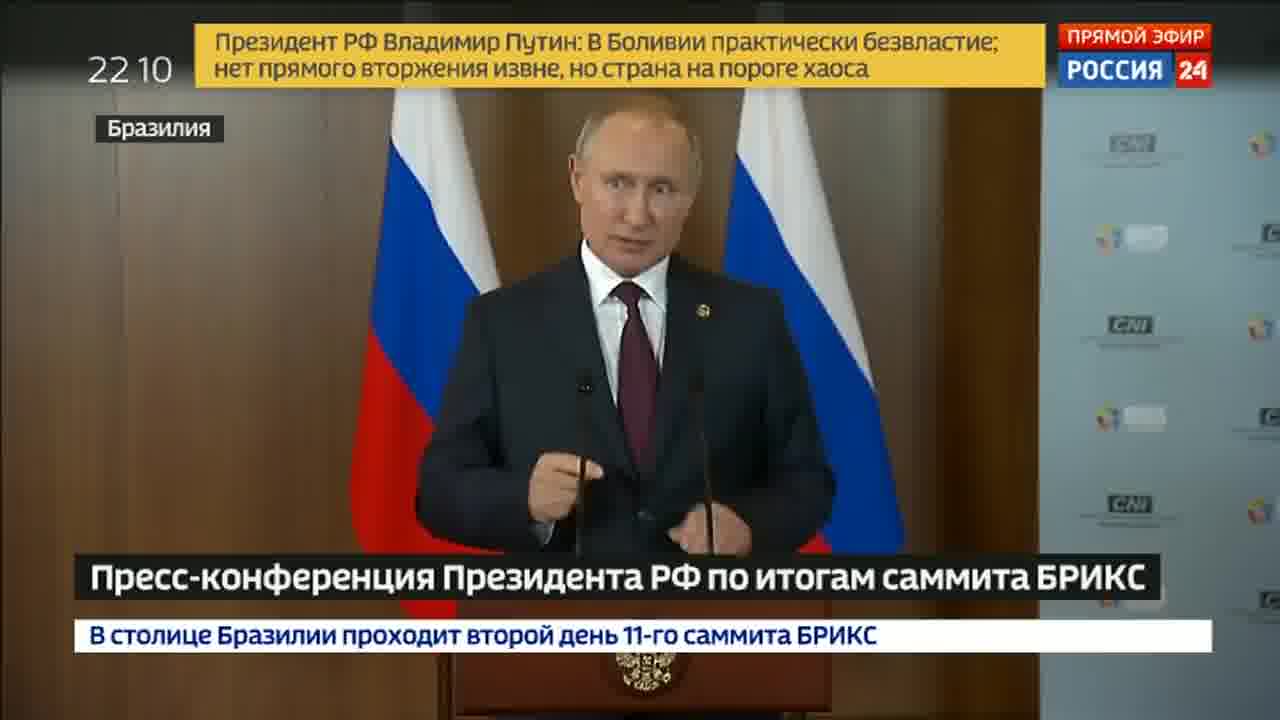 22 10
Президент РФ Владимир Путин: В Боливии практически безвластие;
нет прямого вторжения извне, но страна на пороге хаоса
ПРЯМОЙ ЭФИР
РОССИЯ 24
Бразилия
CNI
CNI
CNI
Пресс-конференция Президента РФ по итогам саммита БРИКС
В столице Бразилии проходит второй день 11-го саммита БРИКС